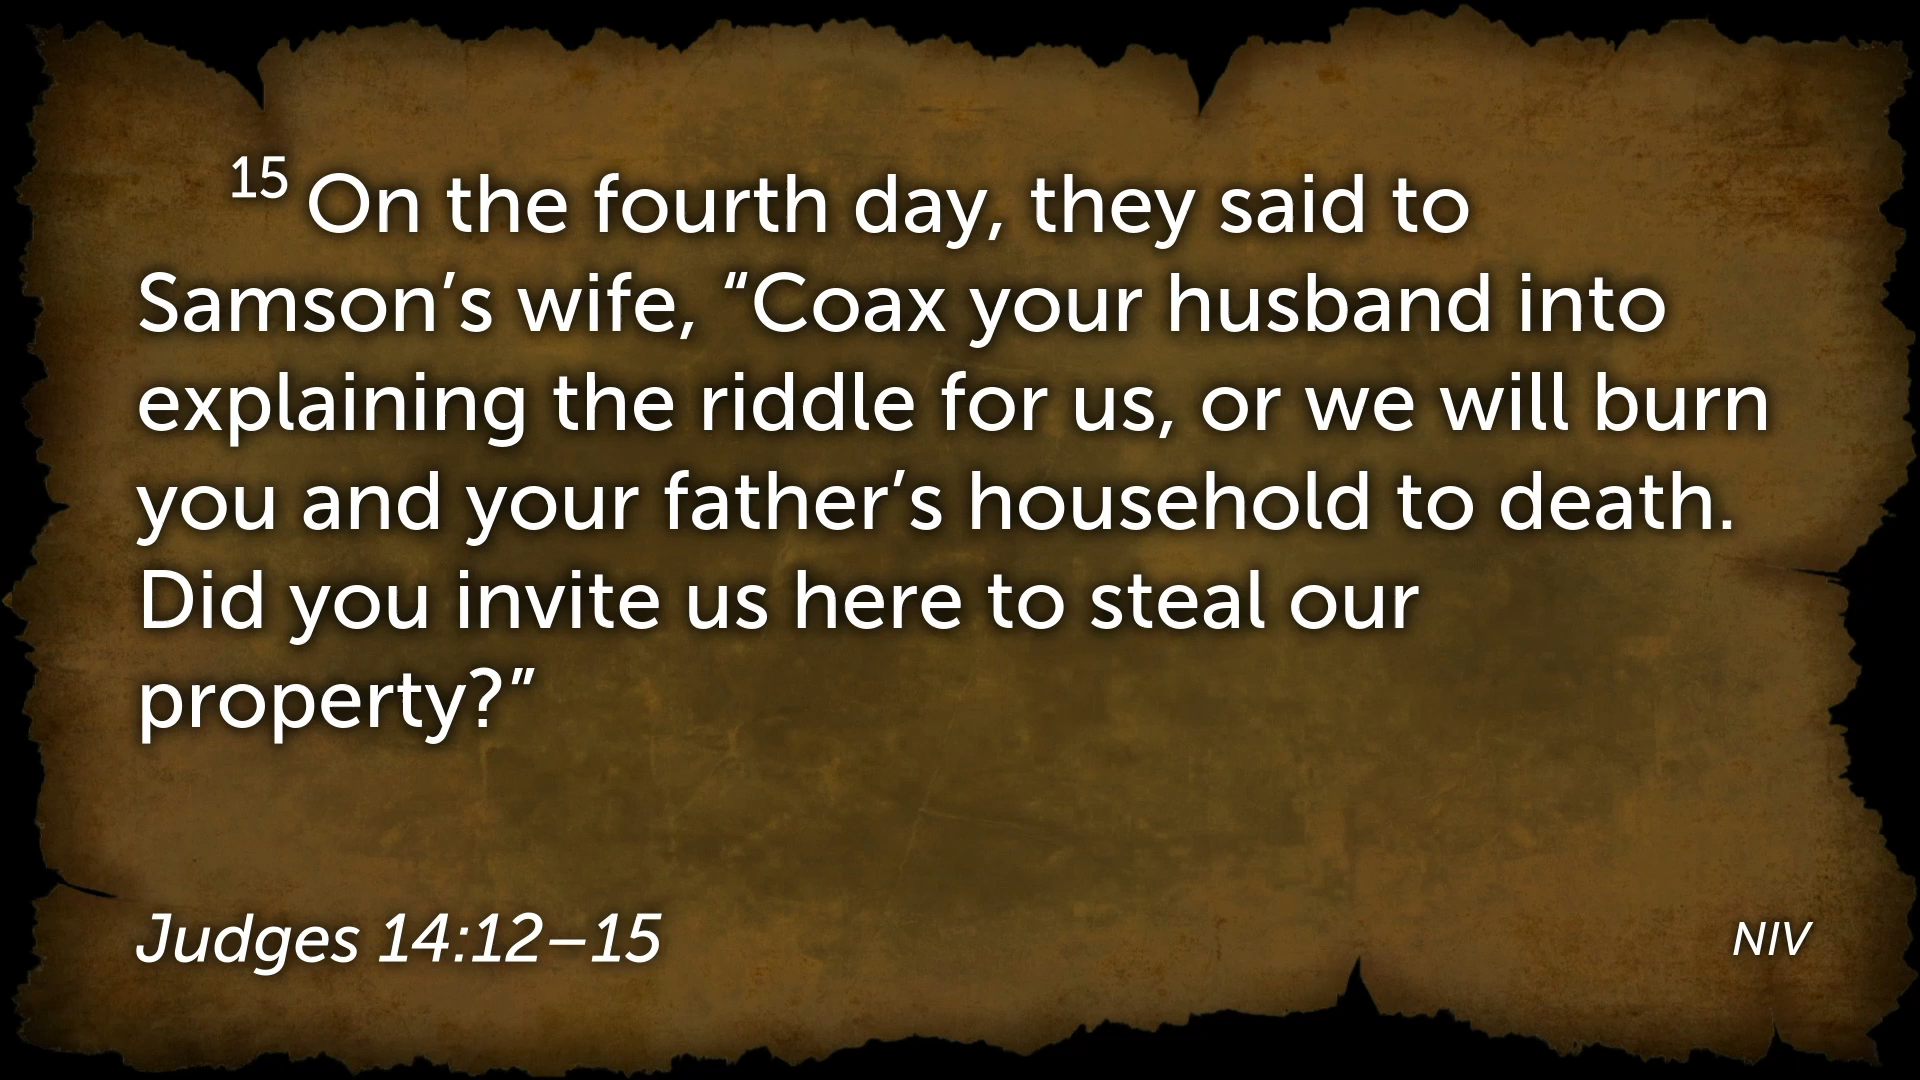 15 On the fourth day, they said to
Samson’s wife, “Coax your husband into
explaining the riddle for us, or we will burn
you and your father’s household to death.
Did you invite us here to steal our
property?”
Judges 14:12–15
NIV